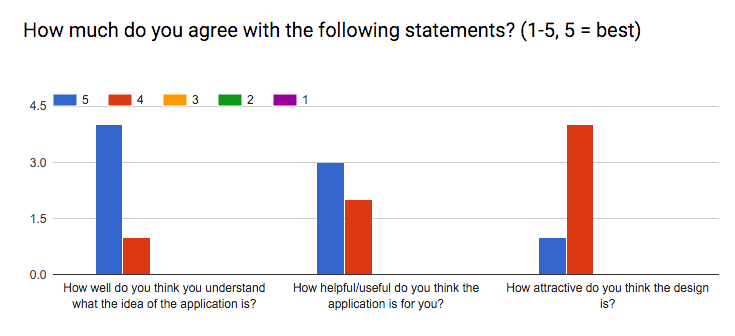 How much do you agree with the following statements? (1-5, 5 = best)
5 4 3 2 1
4.5
3.0
1.5
0.0
How well do you think you understand
what the idea of the application is?
How helpful/useful do you think the
application is for you?
How attractive do you think the design
is?